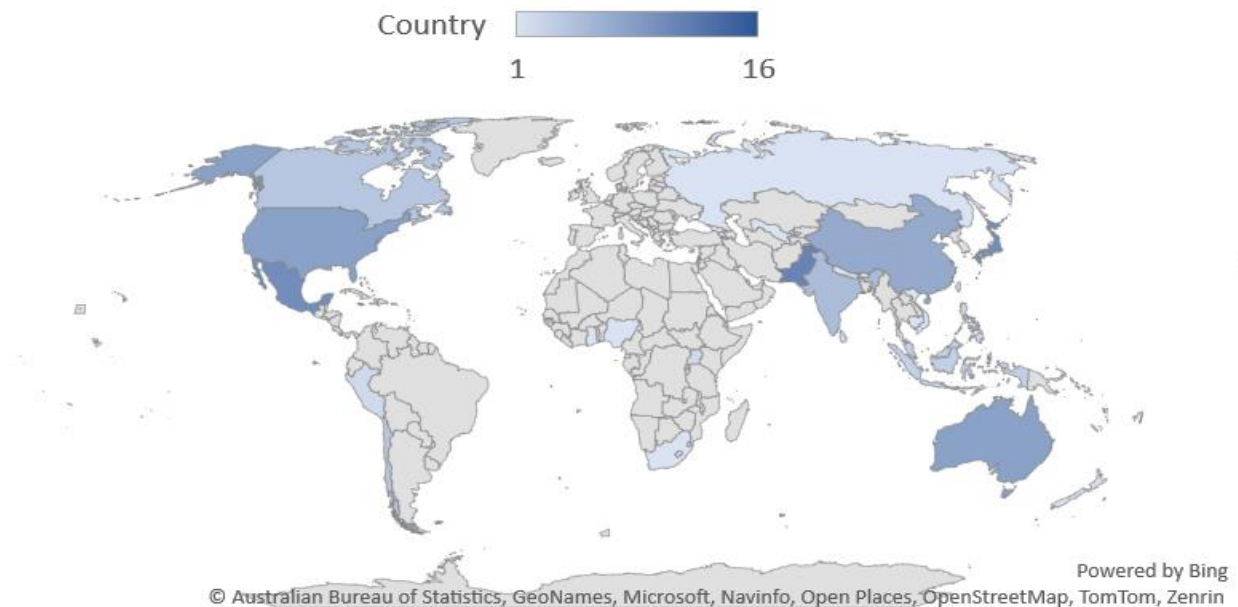 Country
1 16
Powered by Bing
© Australian Bureau of Statistics, GeoNames, Microsoft, Navinfo, Open Places, OpenStreetMap, TomTom, Zenrin